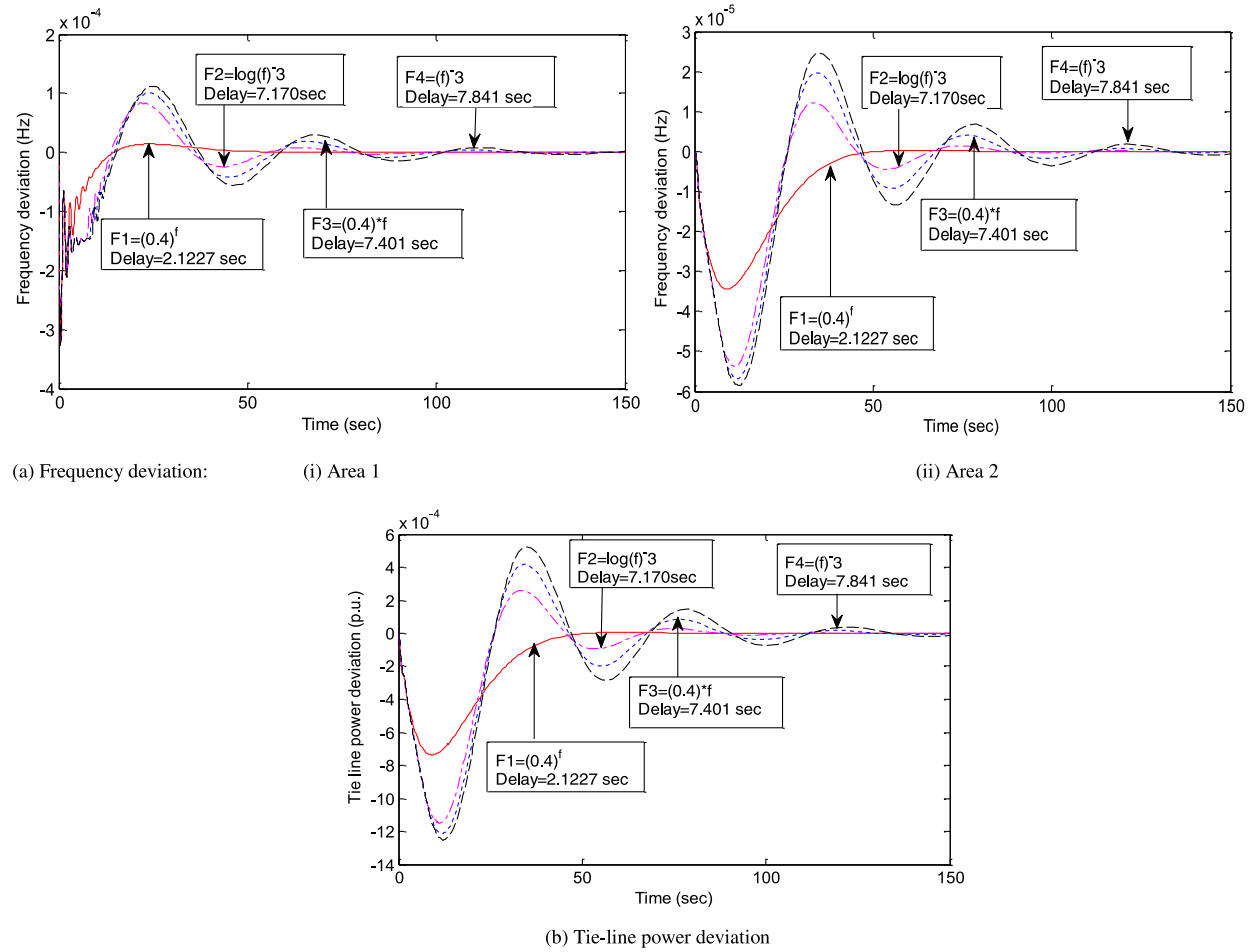 x 10⁻⁴
1
0
-1
-2
-3
-4
Frequency deviation (Hz)
F2=log(f)ˉ3
Delay=7.170sec
F4=(f)ˉ3
Delay=7.841 sec
F1=(0.4)ᶠ
Delay=2.1227 sec
F3=(0.4)*f
Delay=7.401 sec
0 50 100 150
Time (sec)
x 10⁻⁵
3
2
1
0
-1
-2
-3
-4
-5
-6
Frequency deviation (Hz)
F2=log(f)ˉ3
Delay=7.170sec
F4=(f)ˉ3
Delay=7.841 sec
F3=(0.4)*f
Delay=7.401 sec
F1=(0.4)ᶠ
Delay=2.1227 sec
0 50 100 150
Time (sec)
(a) Frequency deviation: (i) Area 1 (ii) Area 2
x 10⁻⁴
6
4
2
0
-2
-4
-6
-8
-10
-12
-14
Tie line power deviation (p.u.)
F2=log(f)ˉ3
Delay=7.170sec
F4=(f)ˉ3
Delay=7.841 sec
F3=(0.4)*f
Delay=7.401 sec
F1=(0.4)ᶠ
Delay=2.1227 sec
0 50 100 150
Time (sec)
(b) Tie-line power deviation